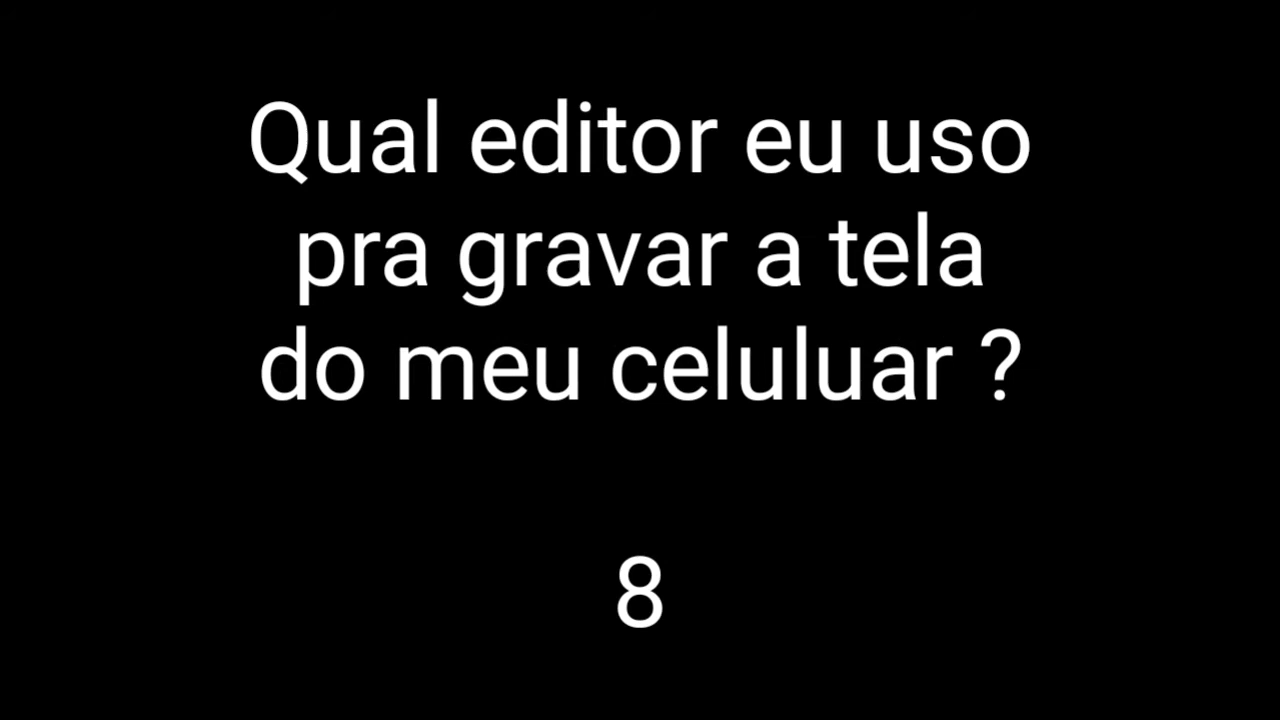 Qual editor eu uso
pra gravar a tela
do meu celuluar ?
8